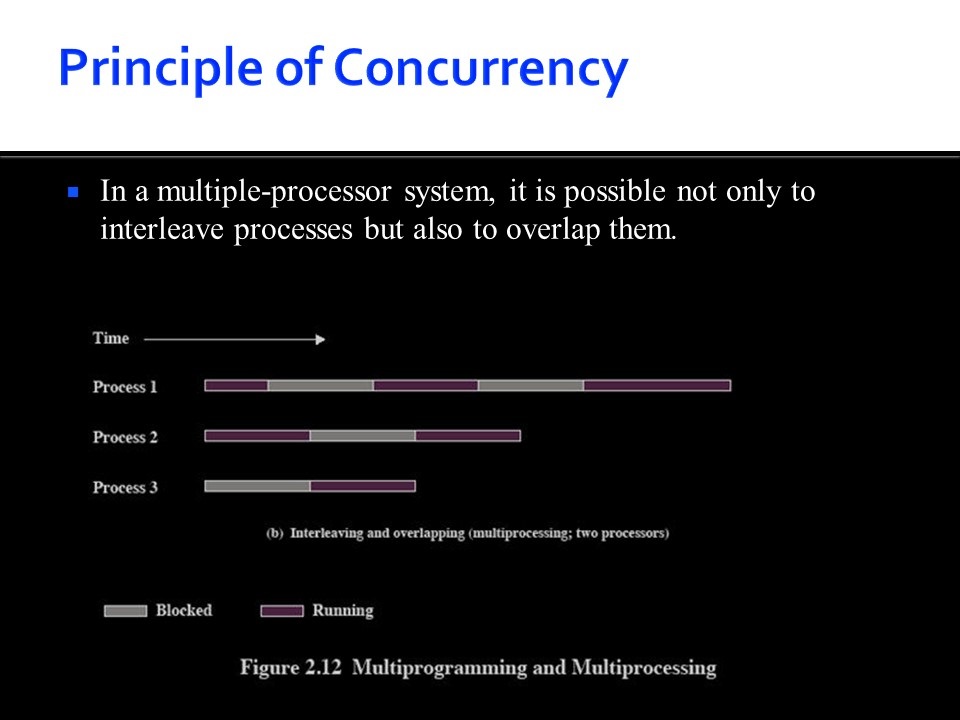 Principle of Concurrency
In a multiple-processor system, it is possible not only to
interleave processes but also to overlap them.
Time
Process 1
Process 2
Process 3
(b) Interleaving and overlapping (multiprocessing; two processors)
Blocked Running
Figure 2.12 Multiprogramming and Multiprocessing